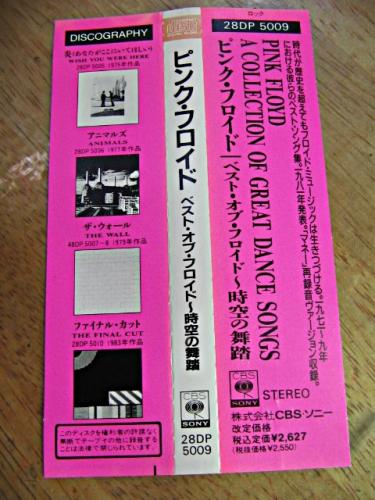 DISCOGRAPHY
炎(あなたがここにいてほしい)
WISH YOU WERE HERE
28DP 5005 1975年作品
アニマルズ
ANIMALS
28DP 5006 1977年作品
ザ・ウォール
THE WALL
48DP 5007~8 1979年作品
ファイナル・カット
THE FINAL CUT
28DP 5010 1983年作品
このディスクを権利者の許諾なく
無断でテープその他に録音する
ことは法律で禁じられています。
ピンク・フロイド
ベスト・オブ・フロイド〜時空の舞踏
CBS
SONY
28DP
5009
ロック
28DP 5009
時代が歴史を超えてもフロイド・ミュージックは生きつづける。'一九七一〜九年
における彼らのベスト・ソング集。一九八一年発表。「マネー」再録音ヴァージョン収録。
PINK FLOYD
A COLLECTION OF GREAT DANCE SONGS
ピンク・フロイド/ベスト・オブ・フロイド〜時空の舞踏
CBS
SONY
STEREO
株式会社CBS・ソニー
改定価格
税込定価¥2,627
(税抜価格¥2,550)